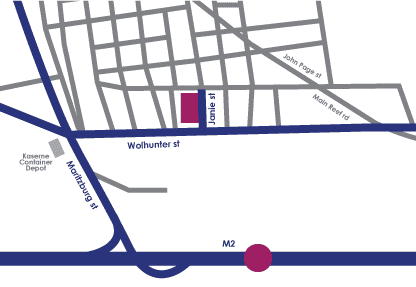 John Page st
Main Reef rd
Janie st
Wolhunter st
Kaserne
Container
Depot
Maritzburg st
M2